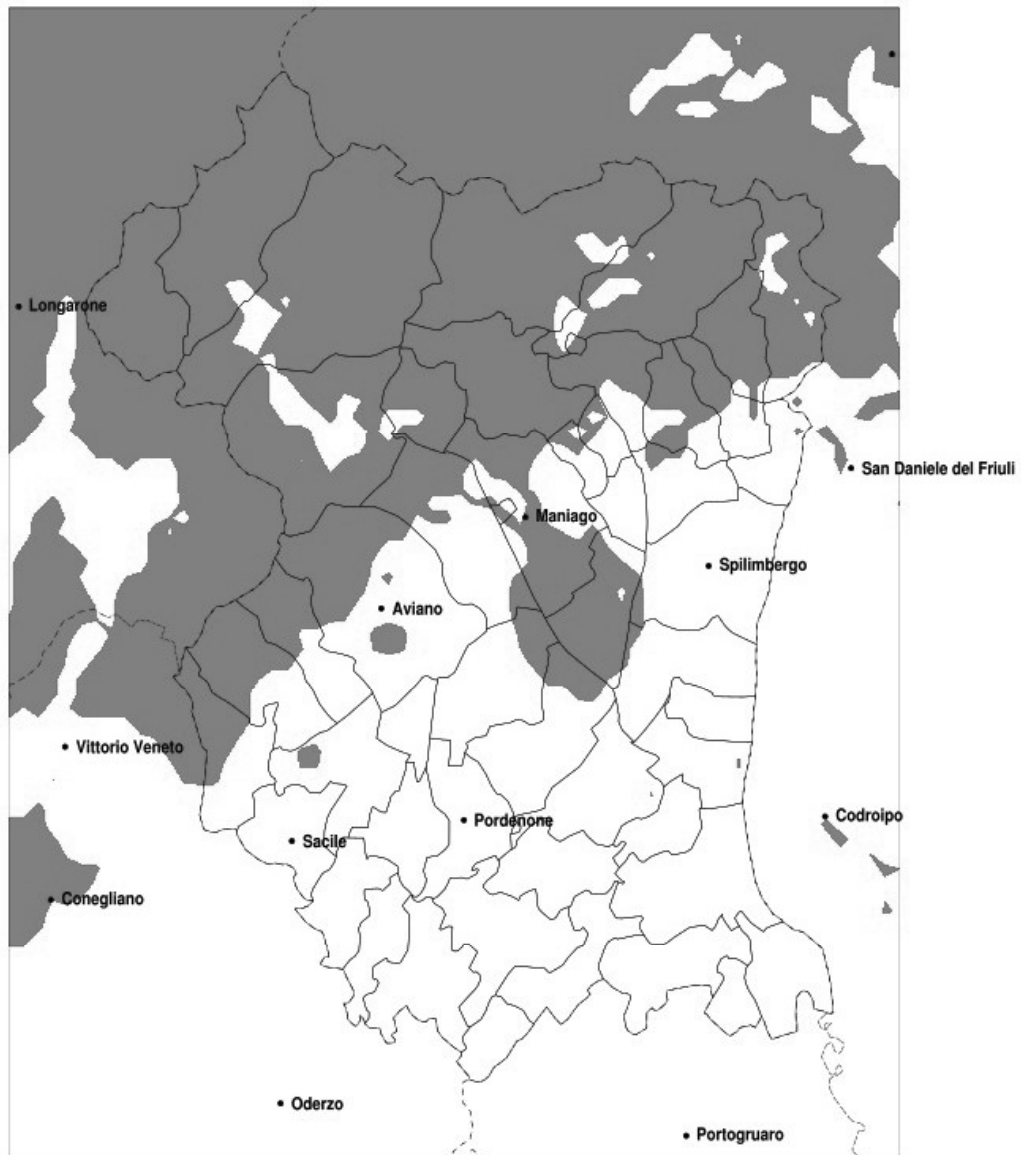 Longarone
San Daniele del Friuli
Maniago
Spilimbergo
Aviano
Vittorio Veneto
Codroipo
Pordenone
Sacile
Conegliano
Oderzo
Portogruaro